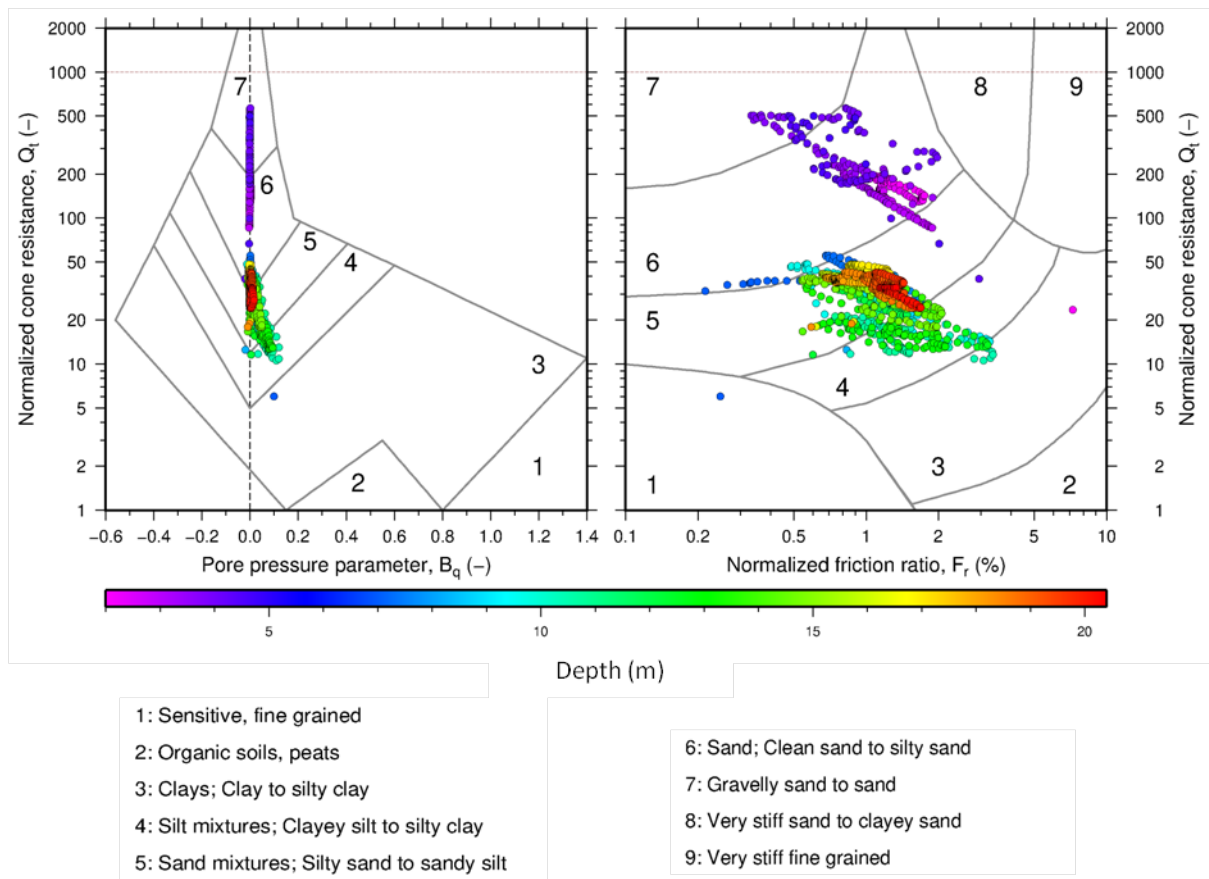 2000
1000
500
200
100
50
20
10
5
2
1
Normalized cone resistance, Qt (–)
7
6
5
4
3
2
1
−0.6 −0.4 −0.2 0.0 0.2 0.4 0.6 0.8 1.0 1.2 1.4
Pore pressure parameter, Bq (–)
7
8
9
6
5
4
3
1
2
0.1 0.5 1.0 2.0 5 10
Normalized friction ratio, Fr (%)
2000
1000
500
200
100
50
20
10
5
2
1
Normalized cone resistance, Qt (–)
5 10 15 20
Depth (m)
1: Sensitive, fine grained
2: Organic soils, peats
3: Clays; Clay to silty clay
4: Silt mixtures; Clayey silt to silty clay
5: Sand mixtures; Silty sand to sandy silt
6: Sand; Clean sand to silty sand
7: Gravelly sand to sand
8: Very stiff sand to clayey sand
9: Very stiff fine grained